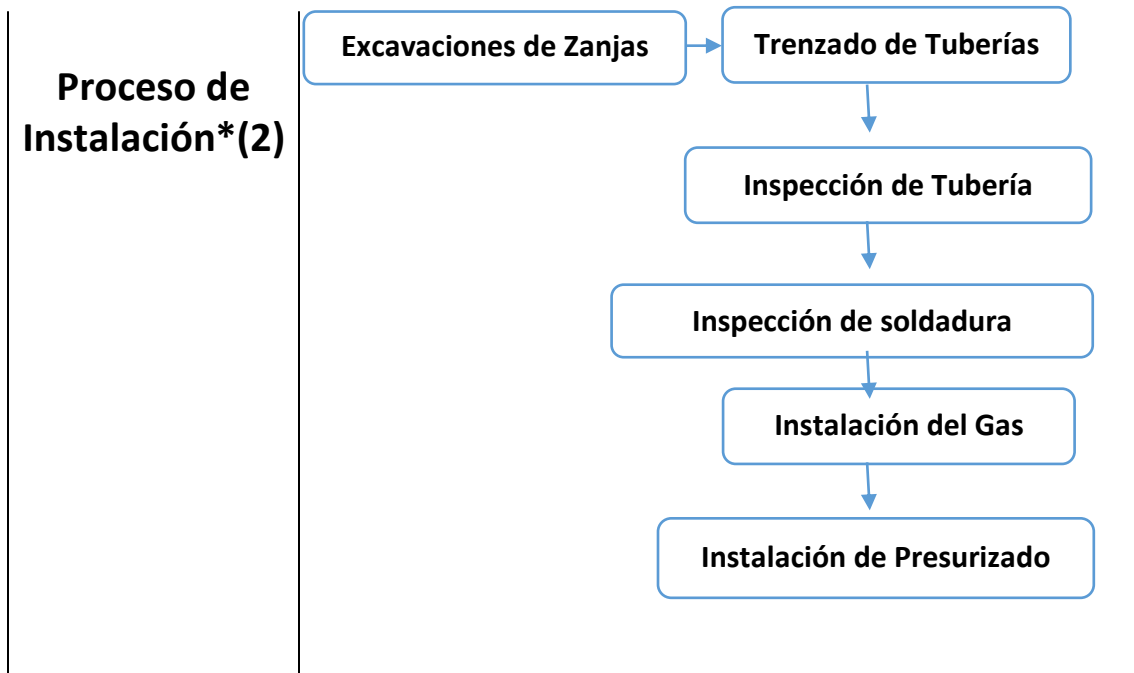 Proceso de
Instalación*(2)
Excavaciones de Zanjas
Trenzado de Tuberías
Inspección de Tubería
Inspección de soldadura
Instalación del Gas
Instalación de Presurizado